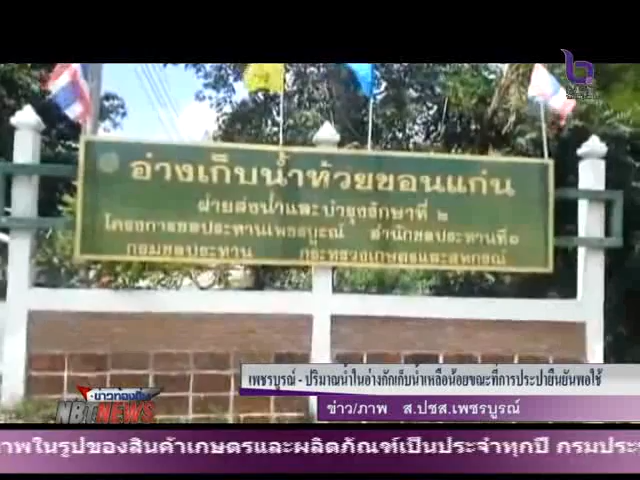 อ่างเก็บน้ำห้วยขอนแก่น
ฝ่ายส่งน้ำและบำรุงรักษาที่ ๒
โครงการชลประทานเพชรบูรณ์ สำนักชลประทานที่๑
กรมชลประทาน กระทรวงเกษตรและสหกรณ์
เพชรบูรณ์ - ปริมาณน้ำในอ่างกักเก็บน้ำเหลือน้อยขณะที่การประปายืนยันพอใช้
ข่าวท้องถิ่น
NBT NEWS
ข่าว/ภาพ ส.ปชส.เพชรบูรณ์
าพในรูปของสินค้าเกษตรและผลิตภัณฑ์เป็นประจำทุกปี กรมประ